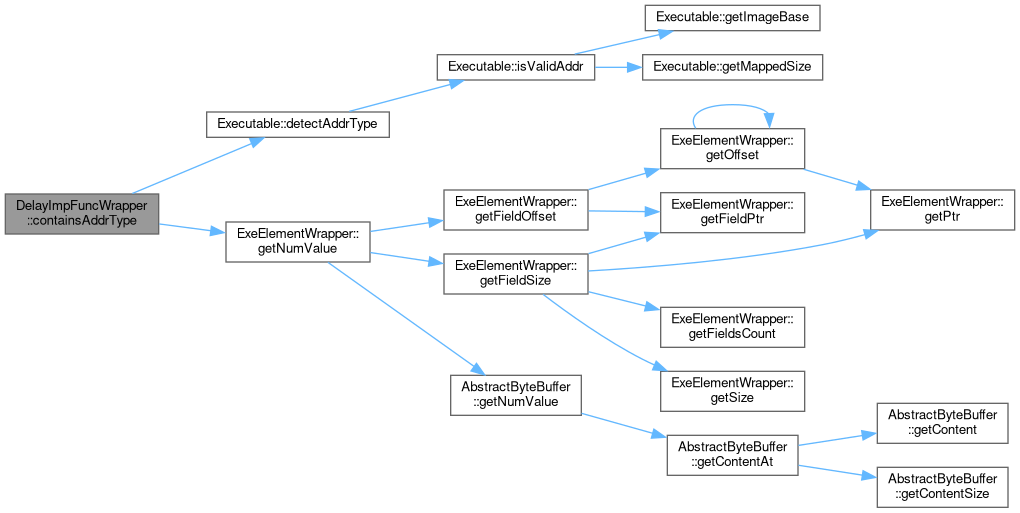 DelayImpFuncWrapper
::containsAddrType
Executable::detectAddrType
Executable::isValidAddr
Executable::getImageBase
Executable::getMappedSize
ExeElementWrapper::
getNumValue
ExeElementWrapper::
getFieldOffset
ExeElementWrapper::
getOffset
ExeElementWrapper::
getPtr
ExeElementWrapper::
getFieldPtr
ExeElementWrapper::
getFieldSize
ExeElementWrapper::
getFieldsCount
ExeElementWrapper::
getSize
AbstractByteBuffer
::getNumValue
AbstractByteBuffer
::getContentAt
AbstractByteBuffer
::getContent
AbstractByteBuffer
::getContentSize